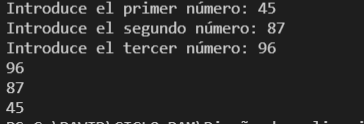 Introduce el primer número: 45
Introduce el segundo número: 87
Introduce el tercer número: 96
96
87
45